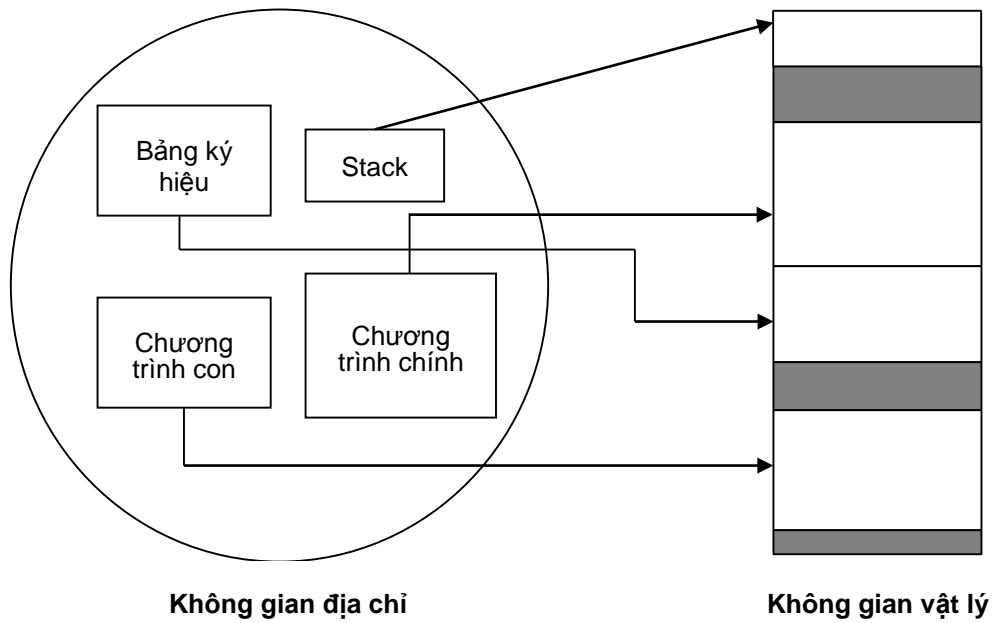 Bảng ký
hiệu
Stack
Chương
trình con
Chương
trình chính
Không gian địa chỉ
Không gian vật lý